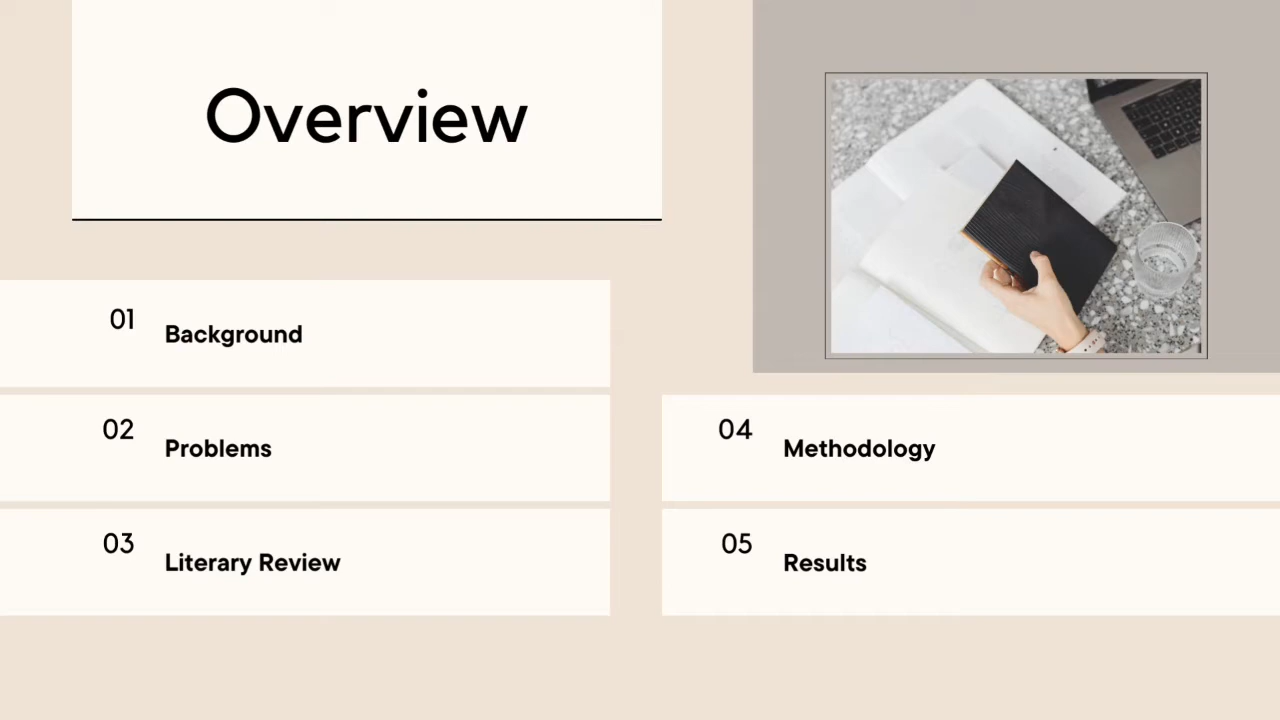 Overview
01
Background
02
Problems
03
Literary Review
04
Methodology
05
Results